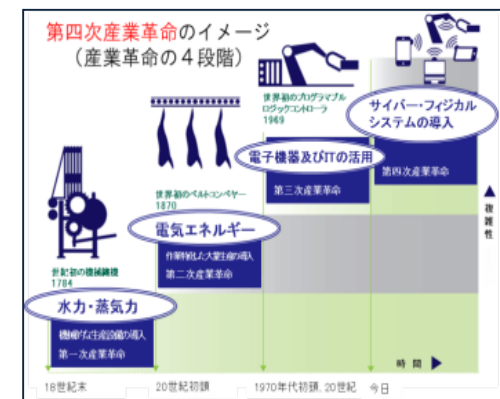 第四次産業革命のイメージ
（産業革命の４段階）
世界初のプログラマブル
ロジックコントローラ
1969
サイバー・フィジカル
システムの導入
電子機器及びITの活用
第四次産業革命
第三次産業革命
世界初のベルトコンベヤー
1870
電気エネルギー
第二次産業革命
複雑性
1784
水力・蒸気力
第一次産業革命
時間
18世紀末
20世紀初頭
1970年代初頭
20世紀
今日